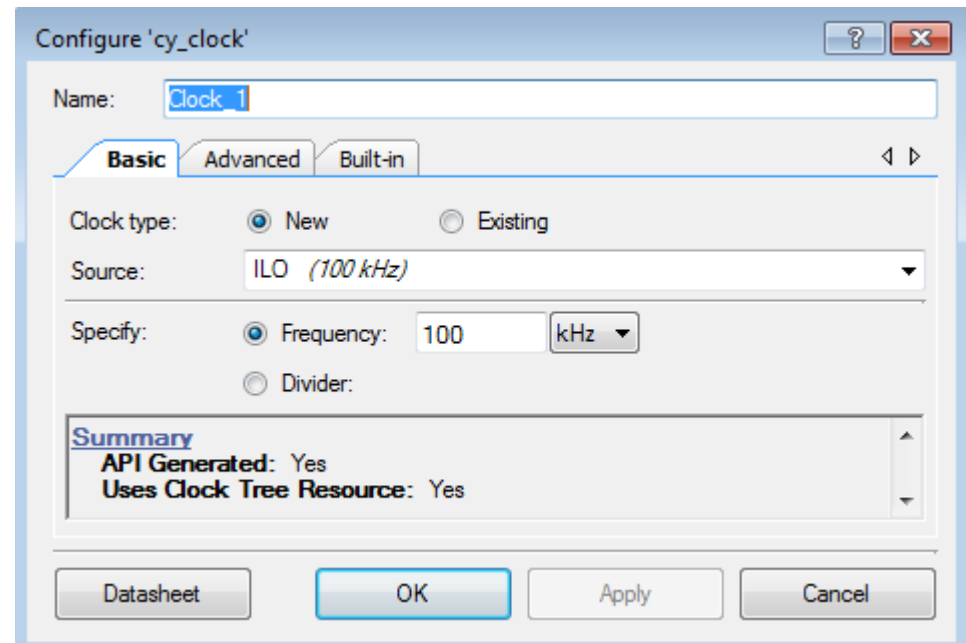 Configure 'cy_clock'
Name: Clock_1
Basic Advanced Built-in
Clock type: New Existing
Source: ILO (100 kHz)
Specify: Frequency: 100 kHz
Divider:
Summary
API Generated: Yes
Uses Clock Tree Resource: Yes
Datasheet OK Apply Cancel